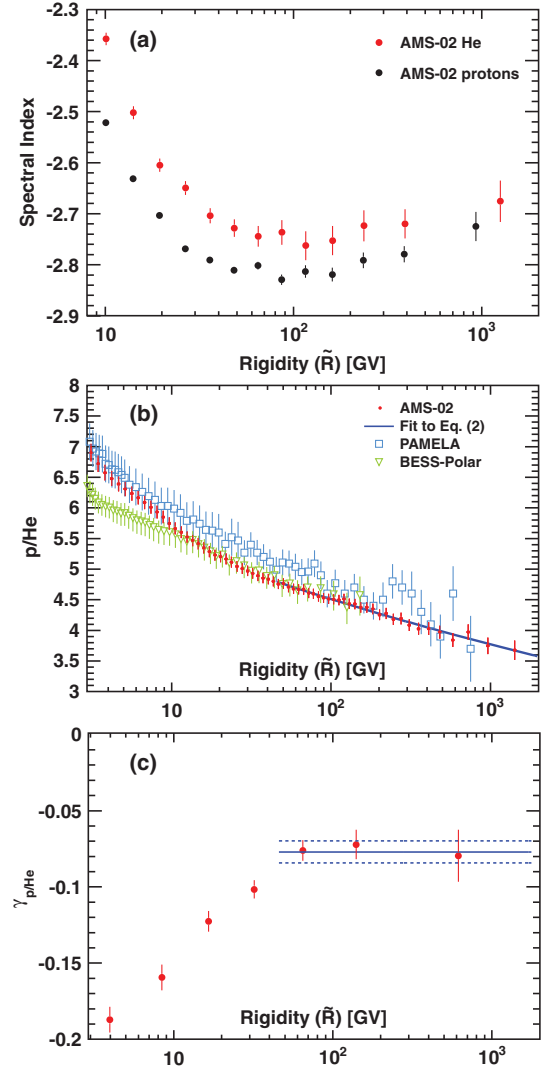 (a)
AMS-02 He
AMS-02 protons
Spectral Index
-2.3
-2.4
-2.5
-2.6
-2.7
-2.8
-2.9
10 10² 10³
Rigidity (R̃) [GV]
(b)
AMS-02
Fit to Eq. (2)
PAMELA
BESS-Polar
p/He
8
7.5
7
6.5
6
5.5
5
4.5
4
3.5
3
Rigidity (R̃) [GV]
10 10² 10³
(c)
γp/He
0
-0.05
-0.1
-0.15
-0.2
Rigidity (R̃) [GV]
10 10² 10³